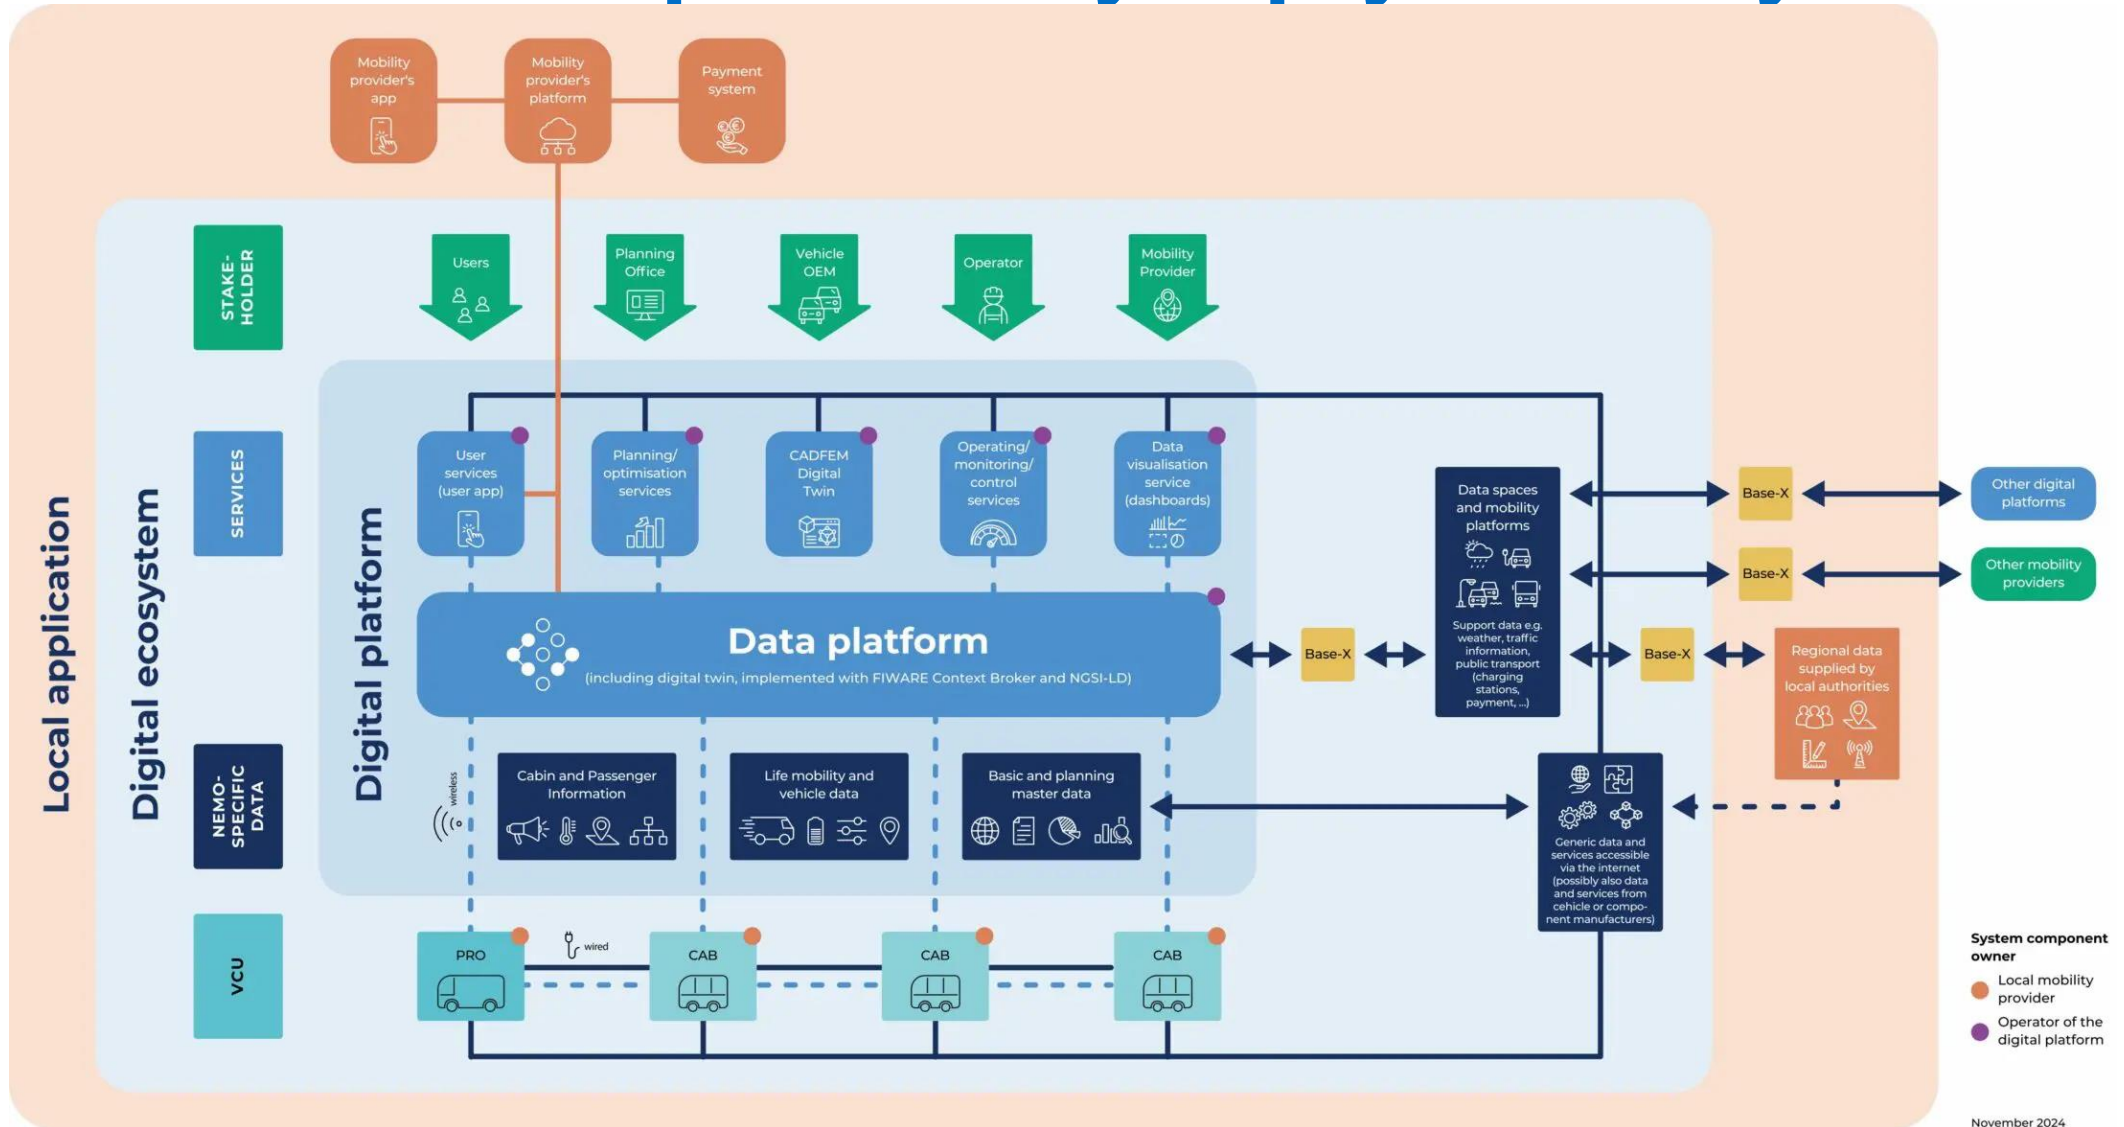 Mobility
provider's
app
Mobility
provider's
platform
Payment
system
Local application
Digital ecosystem
Digital platform
STAKE-
HOLDER
Users
Planning
Office
Vehicle
OEM
Operator
Mobility
Provider
SERVICES
User
services
(user app)
Planning/
optimisation
services
CADFEM
Digital
Twin
Operating/
monitoring/
control
services
Data
visualisation
service
(dashboards)
Data platform
(including digital twin, implemented with FIWARE Context Broker and NGSI-LD)
Base-X
Data spaces
and mobility
platforms
Support data e.g.
weather, traffic
information,
public transport
(charging
stations,
payment, ...)
Base-X
Other digital
platforms
Base-X
Other mobility
providers
Base-X
Regional data
supplied by
local authorities
NEMO-
SPECIFIC
DATA
wireless
Cabin and Passenger
Information
Life mobility and
vehicle data
Basic and planning
master data
Generic data and
services accessible
via the internet
(possibly also data
and services from
cehicle or compo-
nent manufacturers)
VCU
PRO
wired
CAB
CAB
CAB
System component
owner
Local mobility
provider
Operator of the
digital platform
November 2024